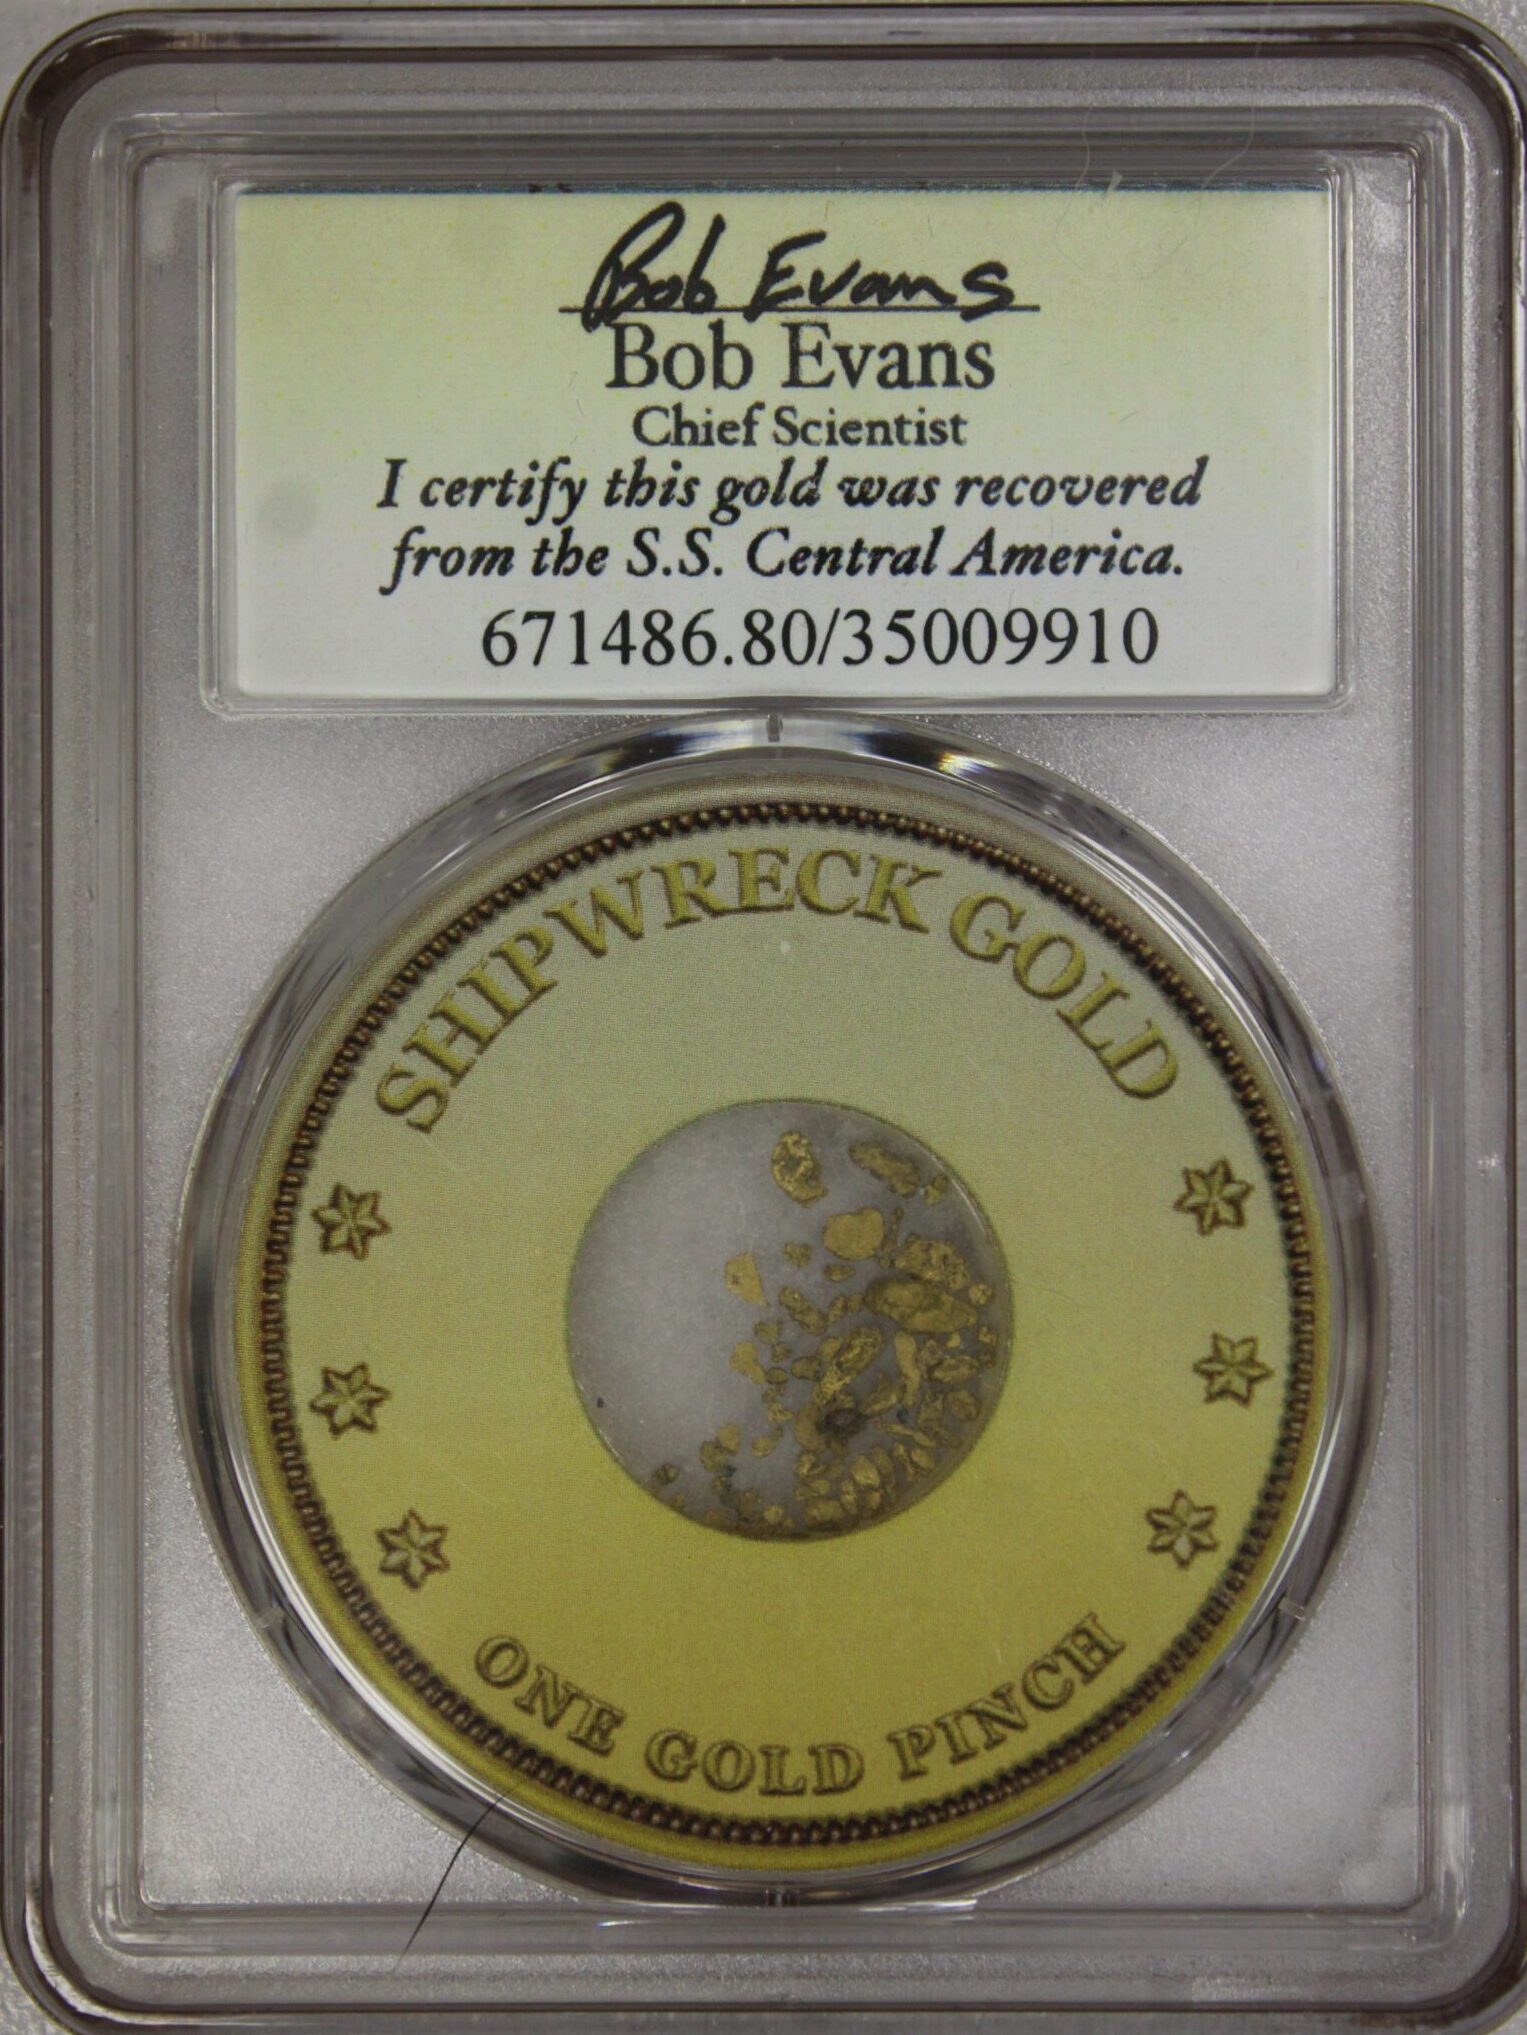 Bob Evans
Bob Evans
Chief Scientist
I certify this gold was recovered
from the S.S. Central America.
671486.80/35009910
SHIPWRECK GOLD
ONE GOLD PINCH